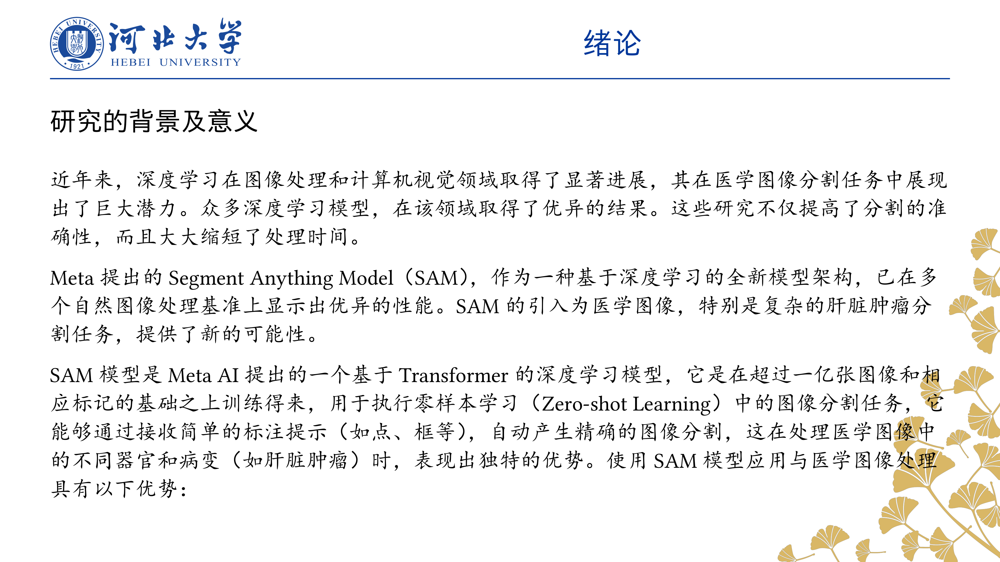 HEBEI UNIVERSITY
1921
河北大学
HEBEI UNIVERSITY
绪论
研究的背景及意义
近年来，深度学习在图像处理和计算机视觉领域取得了显著进展，其在医学图像分割任务中展现
出了巨大潜力。众多深度学习模型，在该领域取得了优异的结果。这些研究不仅提高了分割的准
确性，而且大大缩短了处理时间。
Meta 提出的 Segment Anything Model（SAM），作为一种基于深度学习的全新模型架构，已在多
个自然图像处理基准上显示出优异的性能。SAM 的引入为医学图像，特别是复杂的肝脏肿瘤分
割任务，提供了新的可能性。
SAM 模型是 Meta AI 提出的一个基于 Transformer 的深度学习模型，它是在超过一亿张图像和相
应标记的基础之上训练得来，用于执行零样本学习（Zero-shot Learning）中的图像分割任务，它
能够通过接收简单的标注提示（如点、框等），自动产生精确的图像分割，这在处理医学图像中
的不同器官和病变（如肝脏肿瘤）时，表现出独特的优势。使用 SAM 模型应用与医学图像处理
具有以下优势：